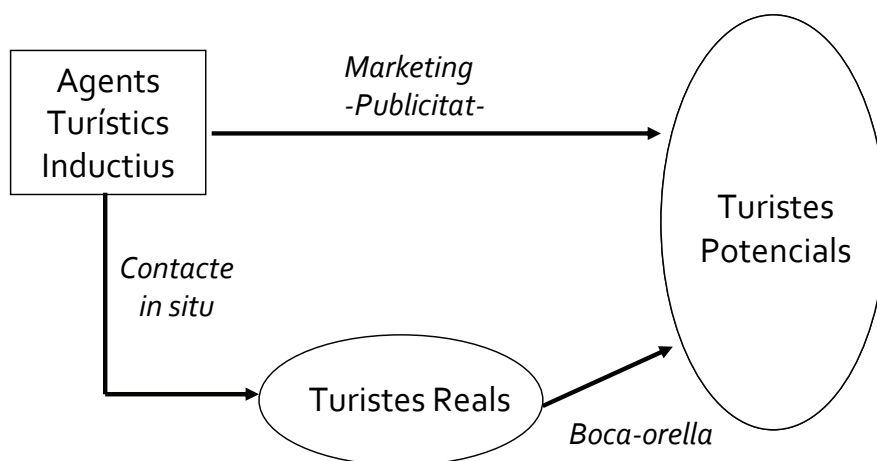 Agents
Turístics
Inductius
Marketing
-Publicitat-
Turistes
Potencials
Contacte
in situ
Turistes Reals
Boca-orella